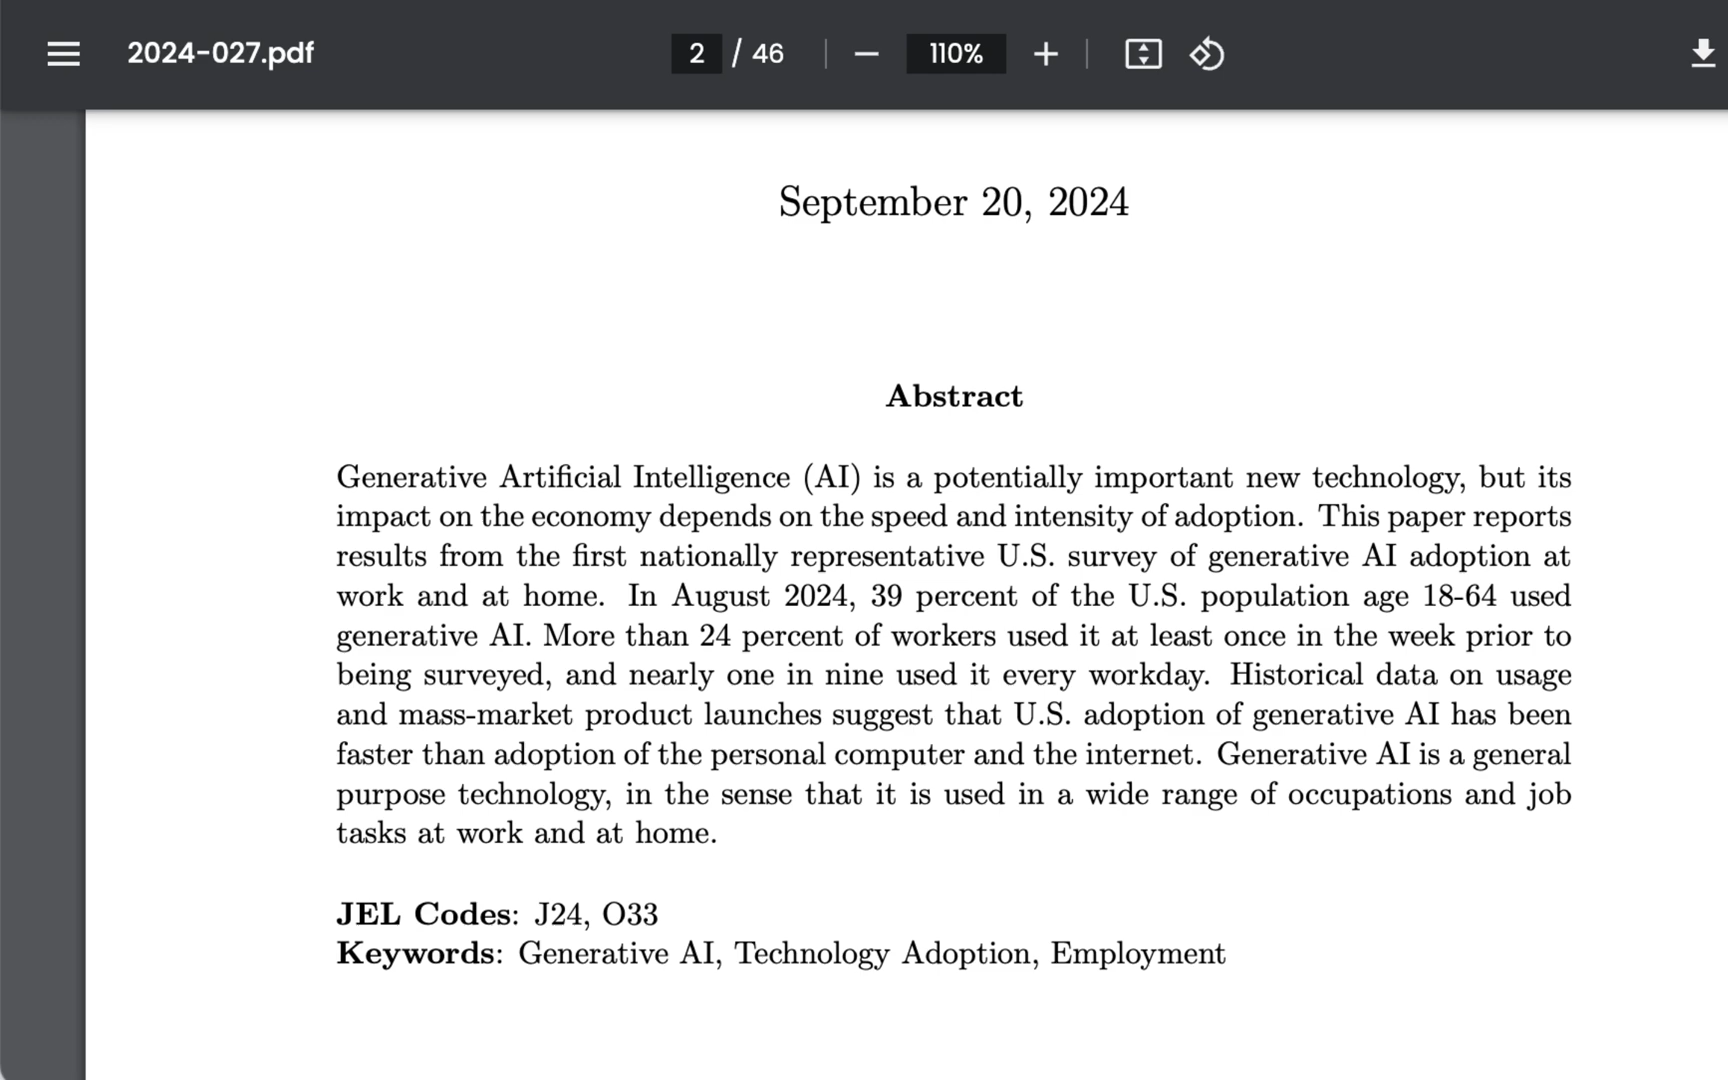 2024-027.pdf
2 / 46
110%
September 20, 2024
Abstract
Generative Artificial Intelligence (AI) is a potentially important new technology, but its
impact on the economy depends on the speed and intensity of adoption. This paper reports
results from the first nationally representative U.S. survey of generative AI adoption at
work and at home. In August 2024, 39 percent of the U.S. population age 18-64 used
generative AI. More than 24 percent of workers used it at least once in the week prior to
being surveyed, and nearly one in nine used it every workday. Historical data on usage
and mass-market product launches suggest that U.S. adoption of generative AI has been
faster than adoption of the personal computer and the internet. Generative AI is a general
purpose technology, in the sense that it is used in a wide range of occupations and job
tasks at work and at home.
JEL Codes: J24, O33
Keywords: Generative AI, Technology Adoption, Employment